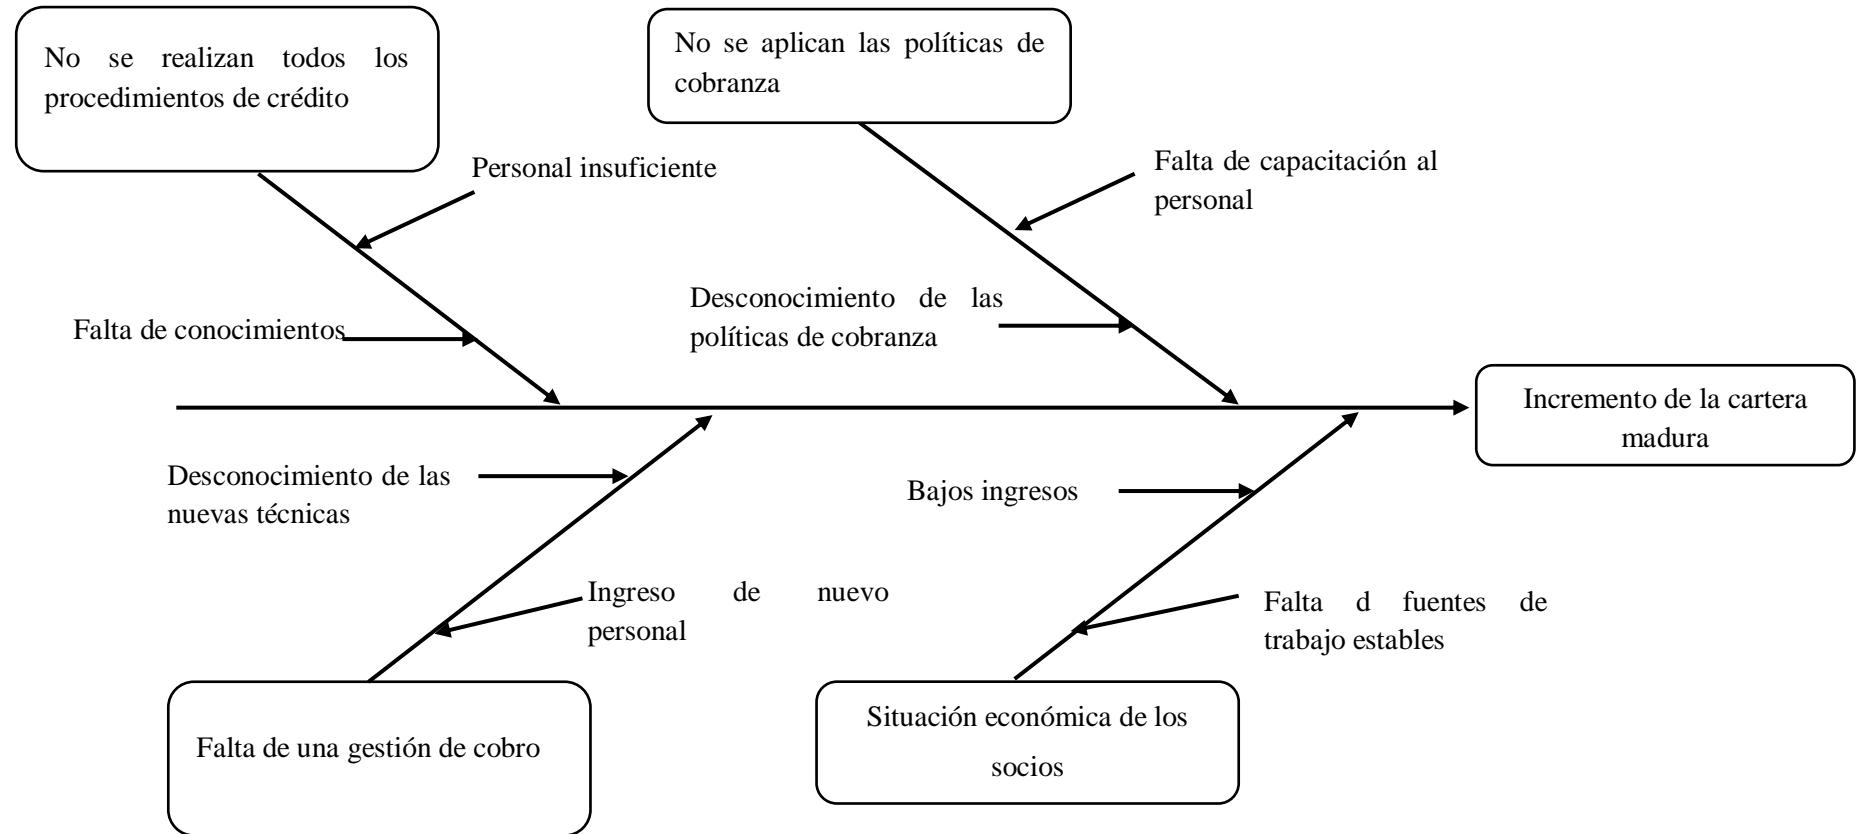 No se realizan todos los
procedimientos de crédito
No se aplican las políticas de
cobranza
Personal insuficiente
Falta de capacitación al
personal
Falta de conocimientos
Desconocimiento de las
políticas de cobranza
Incremento de la cartera
madura
Desconocimiento de las
nuevas técnicas
Bajos ingresos
Ingreso de nuevo
personal
Falta d fuentes de
trabajo estables
Falta de una gestión de cobro
Situación económica de los
socios